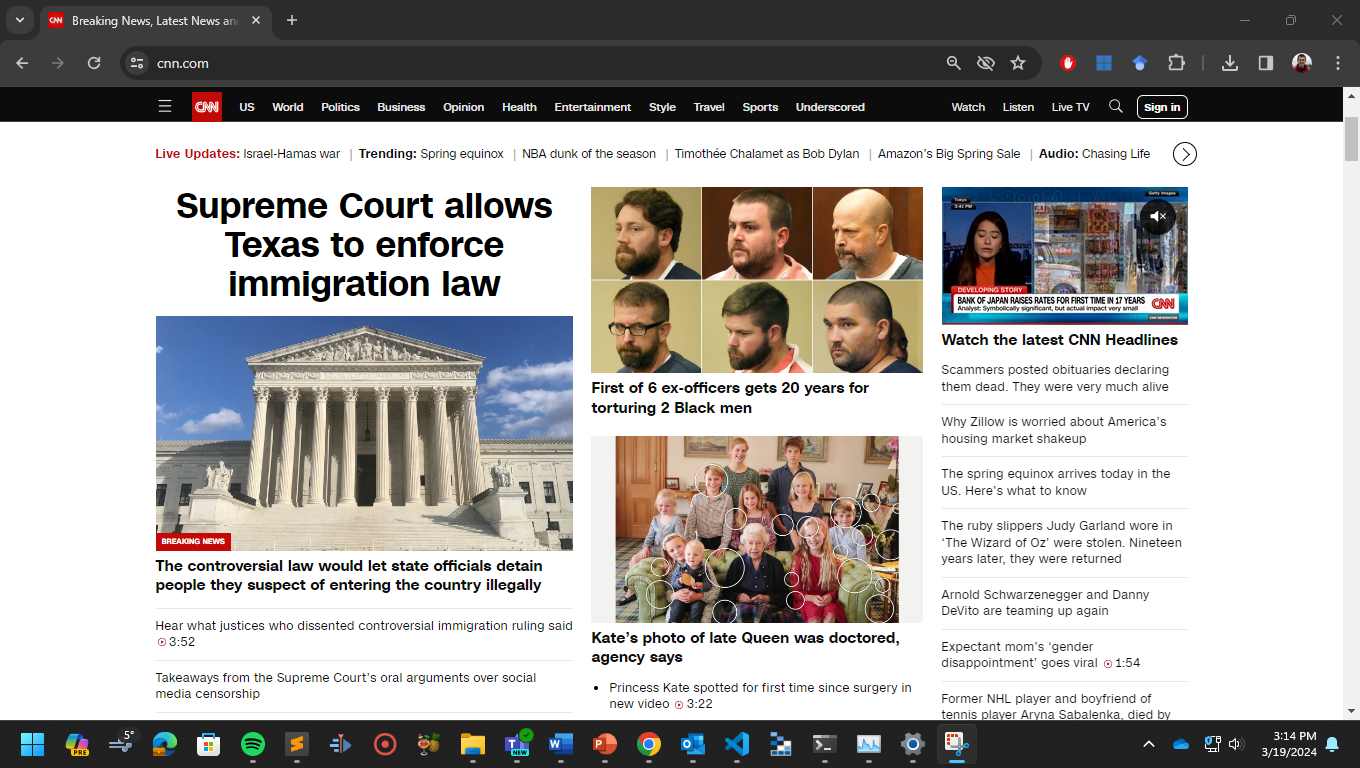 Breaking News, Latest News an
cnn.com
CNN
US
World
Politics
Business
Opinion
Health
Entertainment
Style
Travel
Sports
Underscored
Watch
Listen
Live TV
Sign in
Live Updates: Israel-Hamas war | Trending: Spring equinox | NBA dunk of the season | Timothée Chalamet as Bob Dylan | Amazon's Big Spring Sale | Audio: Chasing Life
Supreme Court allows
Texas to enforce
immigration law
BREAKING NEWS
The controversial law would let state officials detain
people they suspect of entering the country illegally
Hear what justices who dissented controversial immigration ruling said
3:52
Takeaways from the Supreme Court's oral arguments over social
media censorship
First of 6 ex-officers gets 20 years for
torturing 2 Black men
Kate's photo of late Queen was doctored,
agency says
• Princess Kate spotted for first time since surgery in
new video 3:22
Getty Images
Tokyo
3:41 PM
DEVELOPING STORY
BANK OF JAPAN RAISES RATES FOR FIRST TIME IN 17 YEARS
Analyst: Symbolically significant, but actual impact very small
CNN
CNN NEWSROOM
Watch the latest CNN Headlines
Scammers posted obituaries declaring
them dead. They were very much alive
Why Zillow is worried about America's
housing market shakeup
The spring equinox arrives today in the
US. Here's what to know
The ruby slippers Judy Garland wore in
'The Wizard of Oz' were stolen. Nineteen
years later, they were returned
Arnold Schwarzenegger and Danny
DeVito are teaming up again
Expectant mom's 'gender
disappointment' goes viral 1:54
Former NHL player and boyfriend of
tennis player Aryna Sabalenka, died by
PRE
5°
NEW
3:14 PM
3/19/2024